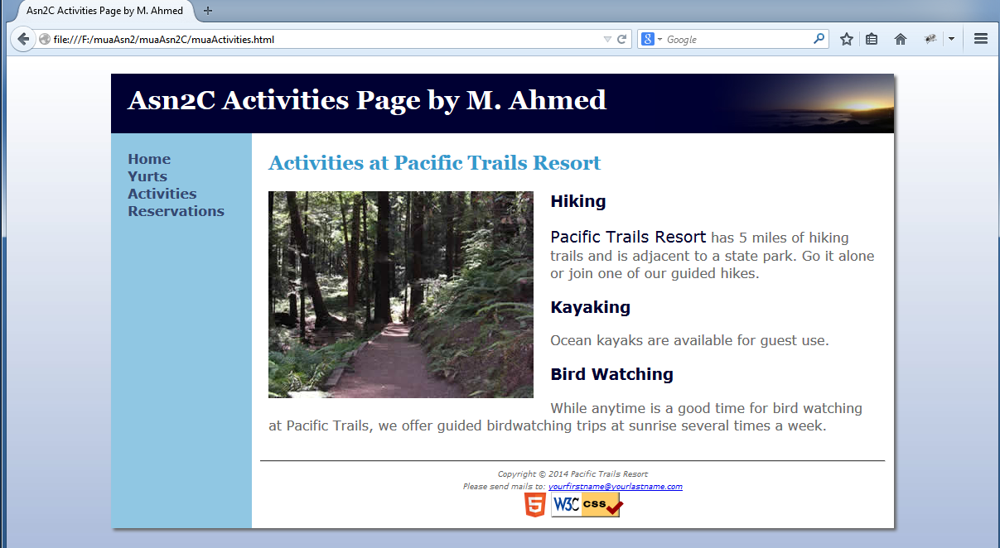 Asn2C Activities Page by M. Ahmed
file:///F:/muaAsn2/muaAsn2C/muaActivities.html
8 Google
Asn2C Activities Page by M. Ahmed
Home
Yurts
Activities
Reservations
Activities at Pacific Trails Resort
Hiking
Pacific Trails Resort has 5 miles of hiking
trails and is adjacent to a state park. Go it alone
or join one of our guided hikes.
Kayaking
Ocean kayaks are available for guest use.
Bird Watching
While anytime is a good time for bird watching
at Pacific Trails, we offer guided birdwatching trips at sunrise several times a week.
Copyright © 2014 Pacific Trails Resort
Please send mails to: yourfirstname@yourlastname.com
5 W3C css